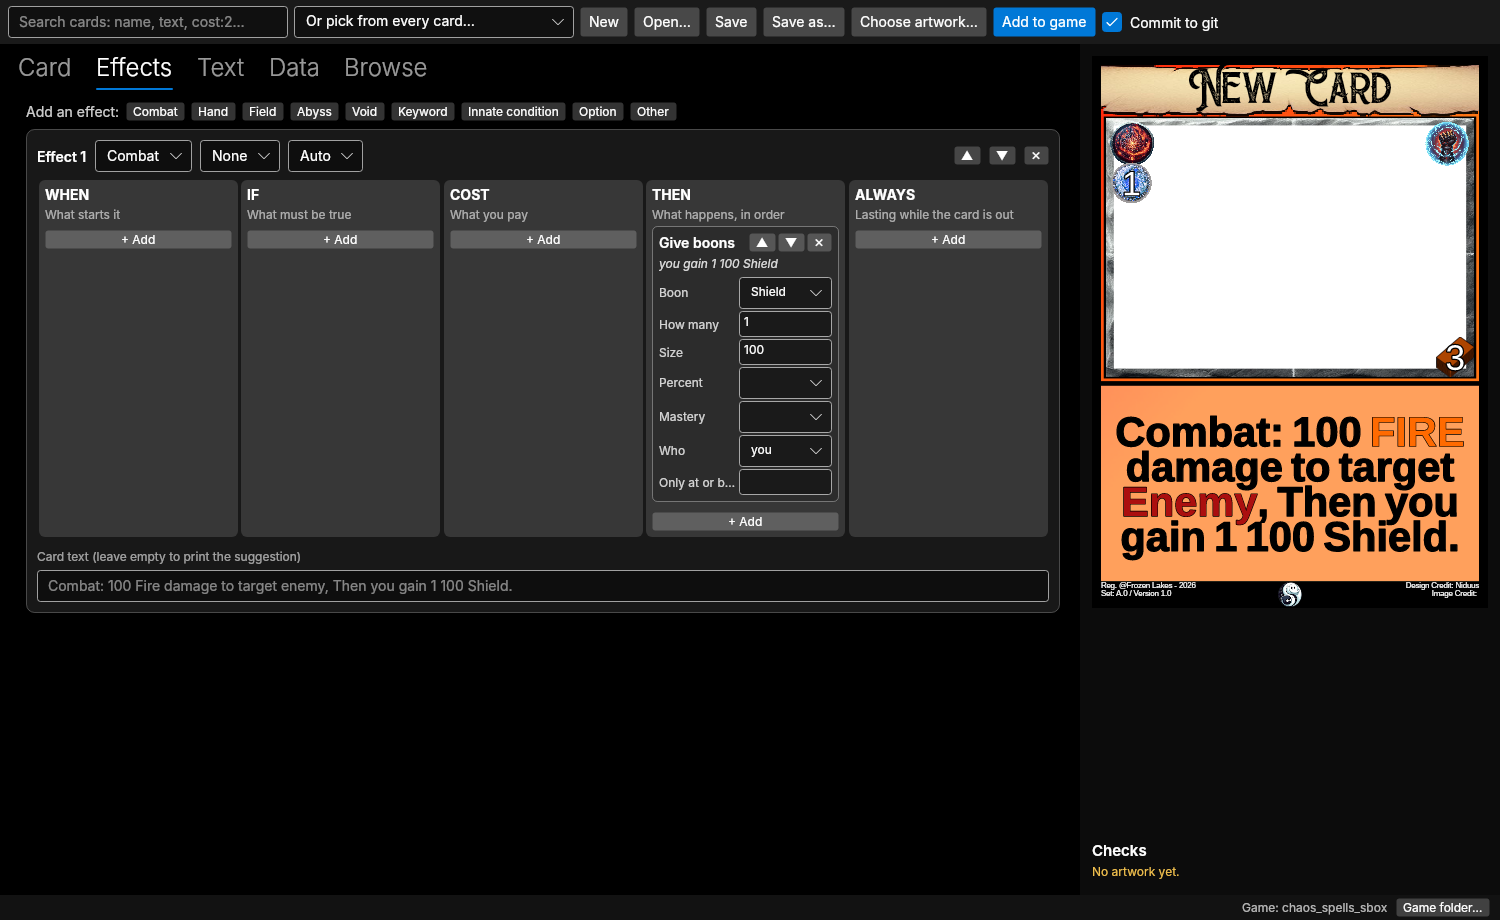 Search cards: name, text, cost:2...
Or pick from every card...
New
Open...
Save
Save as...
Choose artwork...
Add to game
Commit to git
Card
Effects
Text
Data
Browse
Add an effect:
Combat
Hand
Field
Abyss
Void
Keyword
Innate condition
Option
Other
Effect 1
Combat
None
Auto
WHEN
What starts it
+ Add
IF
What must be true
+ Add
COST
What you pay
+ Add
THEN
What happens, in order
Give boons
you gain 1 100 Shield
Boon
Shield
How many
1
Size
100
Percent
Mastery
Who
you
Only at or b...
+ Add
ALWAYS
Lasting while the card is out
+ Add
Card text (leave empty to print the suggestion)
Combat: 100 Fire damage to target enemy, Then you gain 1 100 Shield.
New Card
1
3
Combat: 100 FIRE
damage to target
Enemy, Then you
gain 1 100 Shield.
Reg. @Frozen Lakes - 2026
Set: A.0 / Version 1.0
Design Credit: Niduus
Image Credit:
Checks
No artwork yet.
Game: chaos_spells_sbox
Game folder...